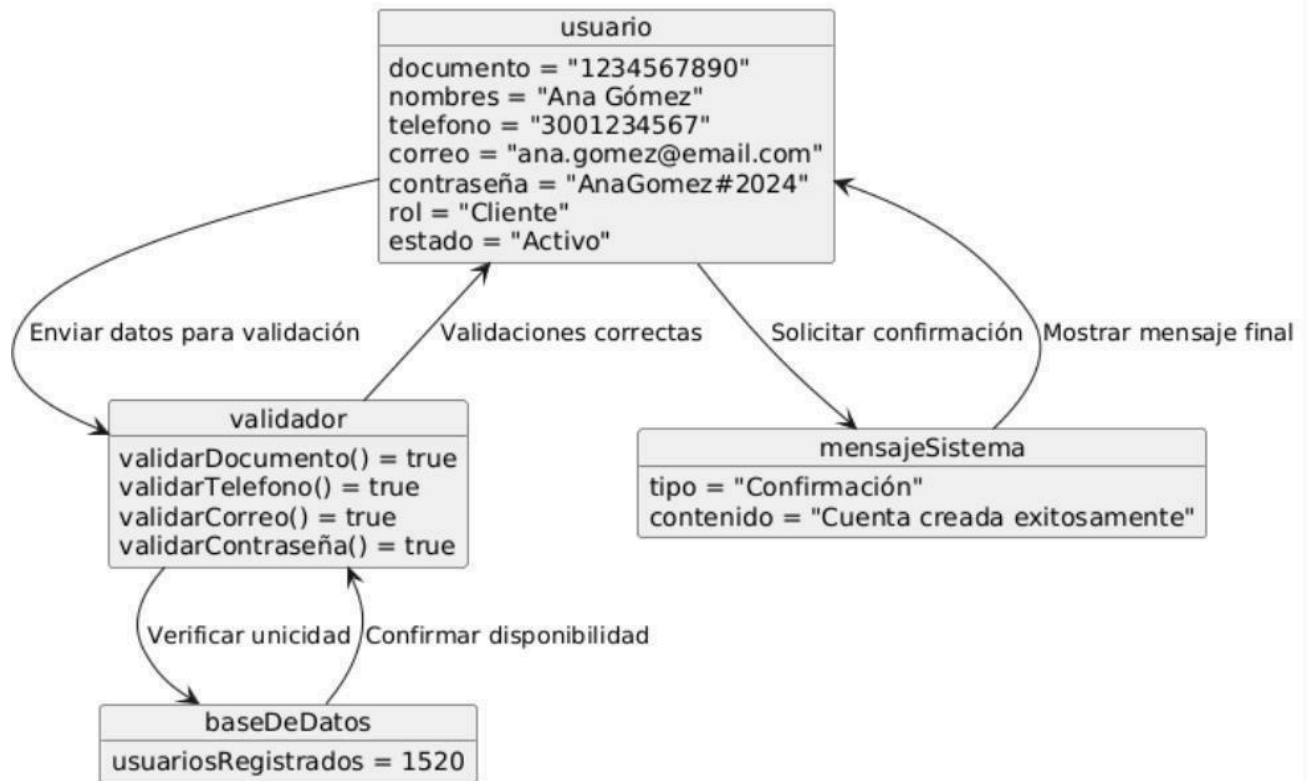 usuario
documento = "1234567890"
nombres = "Ana Gómez"
telefono = "3001234567"
correo = "ana.gomez@email.com"
contraseña = "AnaGomez#2024"
rol = "Cliente"
estado = "Activo"
Enviar datos para validación
Validaciones correctas
Solicitar confirmación
Mostrar mensaje final
validador
validarDocumento() = true
validarTelefono() = true
validarCorreo() = true
validarContraseña() = true
mensajeSistema
tipo = "Confirmación"
contenido = "Cuenta creada exitosamente"
Verificar unicidad
Confirmar disponibilidad
baseDeDatos
usuariosRegistrados = 1520